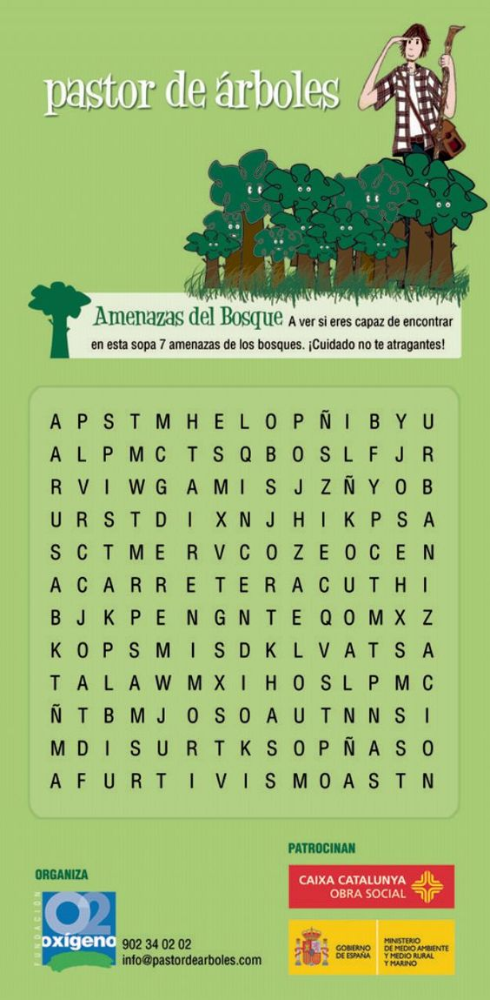 pastor de árboles
Amenazas del Bosque A ver si eres capaz de encontrar
en esta sopa 7 amenazas de los bosques. ¡Cuidado no te atragantes!
A P S T M H E L O P Ñ I B Y U
A L P M C T S Q B O S L F J R
R V I W G A M I S J Z Ñ Y O B
U R S T D I X N J H I K P S A
S C T M E R V C O Z E O C E N
A C A R R E T E R A C U T H I
B J K P E N G N T E Q O M X Z
K O P S M I S D K L V A T S A
T A L A W M X I H O S L P M C
Ñ T B M J O S O A U T N N S I
M D I S U R T K S O P Ñ A S O
A F U R T I V I S M O A S T N
PATROCINAN
ORGANIZA
CAIXA CATALUNYA
OBRA SOCIAL
FUNDACIÓN
O2
oxígeno
902 34 02 02
info@pastordearboles.com
GOBIERNO
DE ESPAÑA
MINISTERIO
DE MEDIO AMBIENTE
Y MEDIO RURAL
Y MARINO